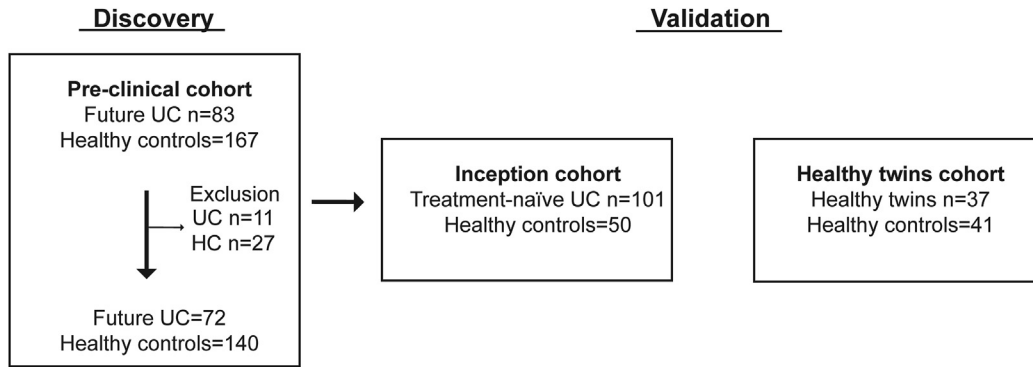 Discovery
Validation
Pre-clinical cohort
Future UC n=83
Healthy controls=167
Exclusion
UC n=11
HC n=27
Future UC=72
Healthy controls=140
Inception cohort
Treatment-naïve UC n=101
Healthy controls=50
Healthy twins cohort
Healthy twins n=37
Healthy controls=41